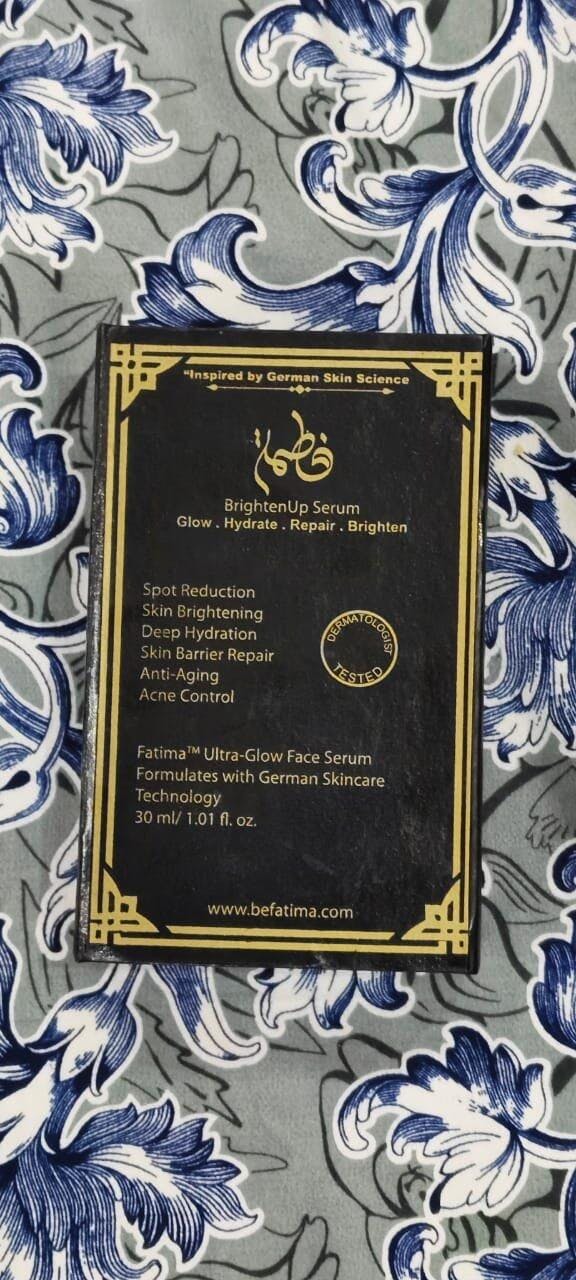 "Inspired by German Skin Science
فاطمة
BrightenUp Serum
Glow . Hydrate . Repair . Brighten
Spot Reduction
Skin Brightening
Deep Hydration
Skin Barrier Repair
Anti-Aging
Acne Control
DERMATOLOGIST
TESTED
Fatima™ Ultra-Glow Face Serum
Formulates with German Skincare
Technology
30 ml/ 1.01 fl. oz.
www.befatima.com